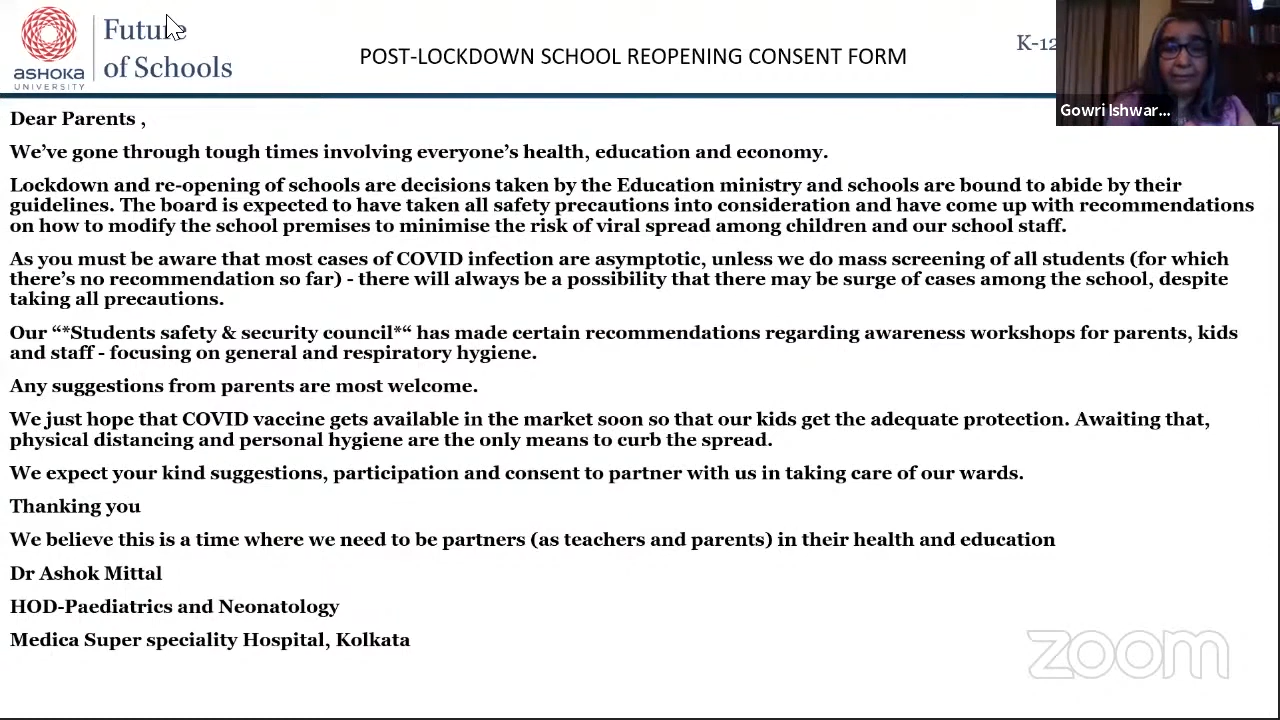 ASHOKA
UNIVERSITY
Future
of Schools
POST-LOCKDOWN SCHOOL REOPENING CONSENT FORM
K-12
Gowri Ishwar...
Dear Parents ,
We've gone through tough times involving everyone's health, education and economy.
Lockdown and re-opening of schools are decisions taken by the Education ministry and schools are bound to abide by their
guidelines. The board is expected to have taken all safety precautions into consideration and have come up with recommendations
on how to modify the school premises to minimise the risk of viral spread among children and our school staff.
As you must be aware that most cases of COVID infection are asymptotic, unless we do mass screening of all students (for which
there's no recommendation so far) - there will always be a possibility that there may be surge of cases among the school, despite
taking all precautions.
Our “*Students safety & security council*“ has made certain recommendations regarding awareness workshops for parents, kids
and staff - focusing on general and respiratory hygiene.
Any suggestions from parents are most welcome.
We just hope that COVID vaccine gets available in the market soon so that our kids get the adequate protection. Awaiting that,
physical distancing and personal hygiene are the only means to curb the spread.
We expect your kind suggestions, participation and consent to partner with us in taking care of our wards.
Thanking you
We believe this is a time where we need to be partners (as teachers and parents) in their health and education
Dr Ashok Mittal
HOD-Paediatrics and Neonatology
Medica Super speciality Hospital, Kolkata
zoom